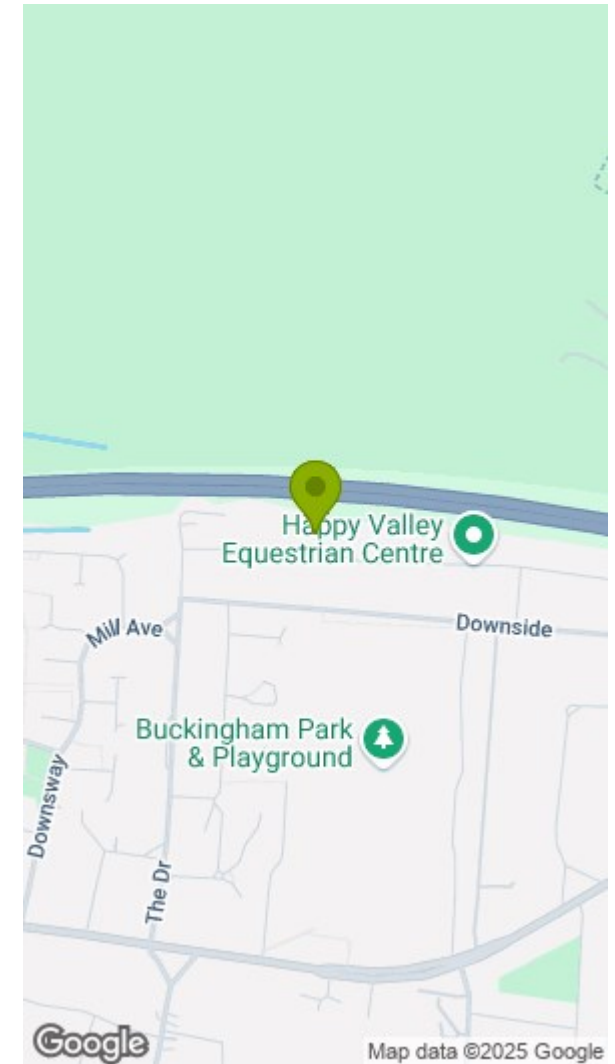 Happy Valley
Equestrian Centre
Mill Ave
Downside
Buckingham Park
& Playground
Downsway
The Dr
Google
Map data ©2025 Google